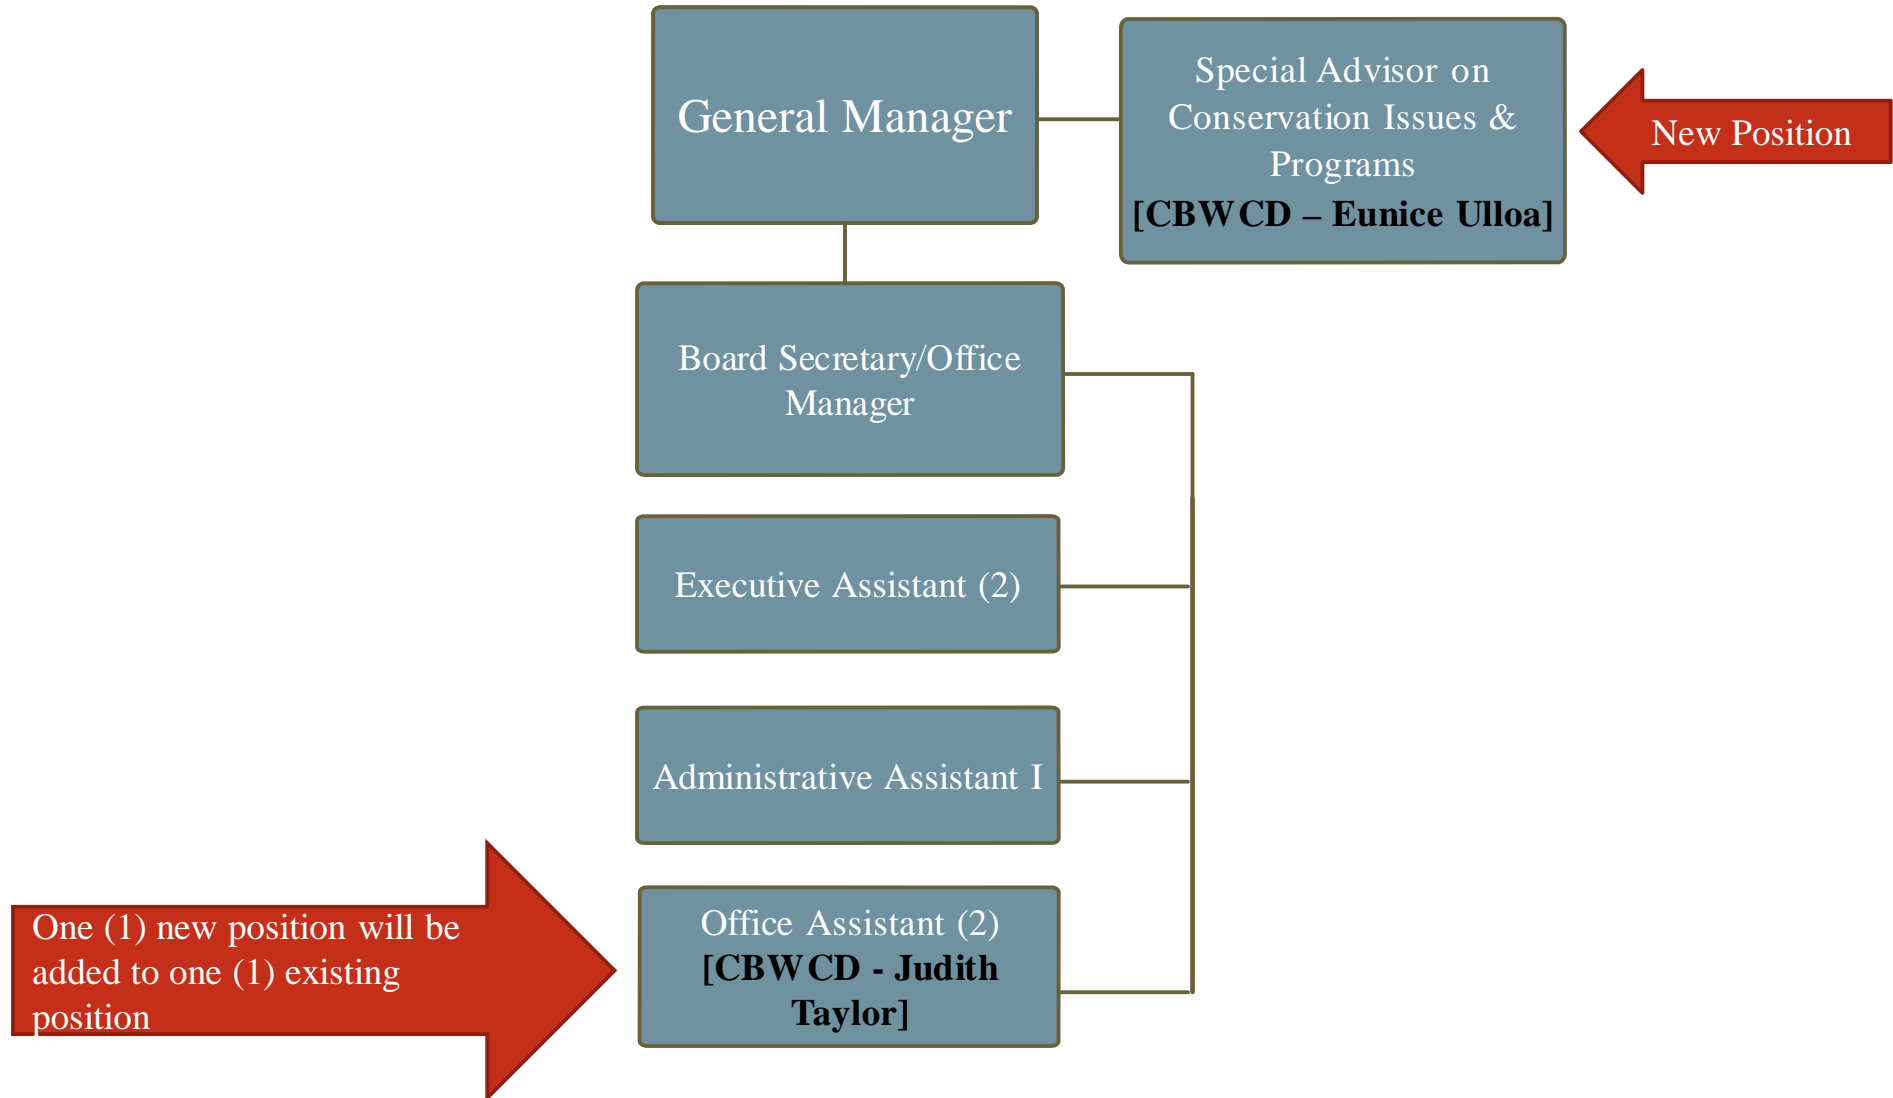 General Manager
Special Advisor on
Conservation Issues &
Programs
[CBWCD – Eunice Ulloa]
New Position
Board Secretary/Office
Manager
Executive Assistant (2)
Administrative Assistant I
One (1) new position will be
added to one (1) existing
position
Office Assistant (2)
[CBWCD - Judith
Taylor]